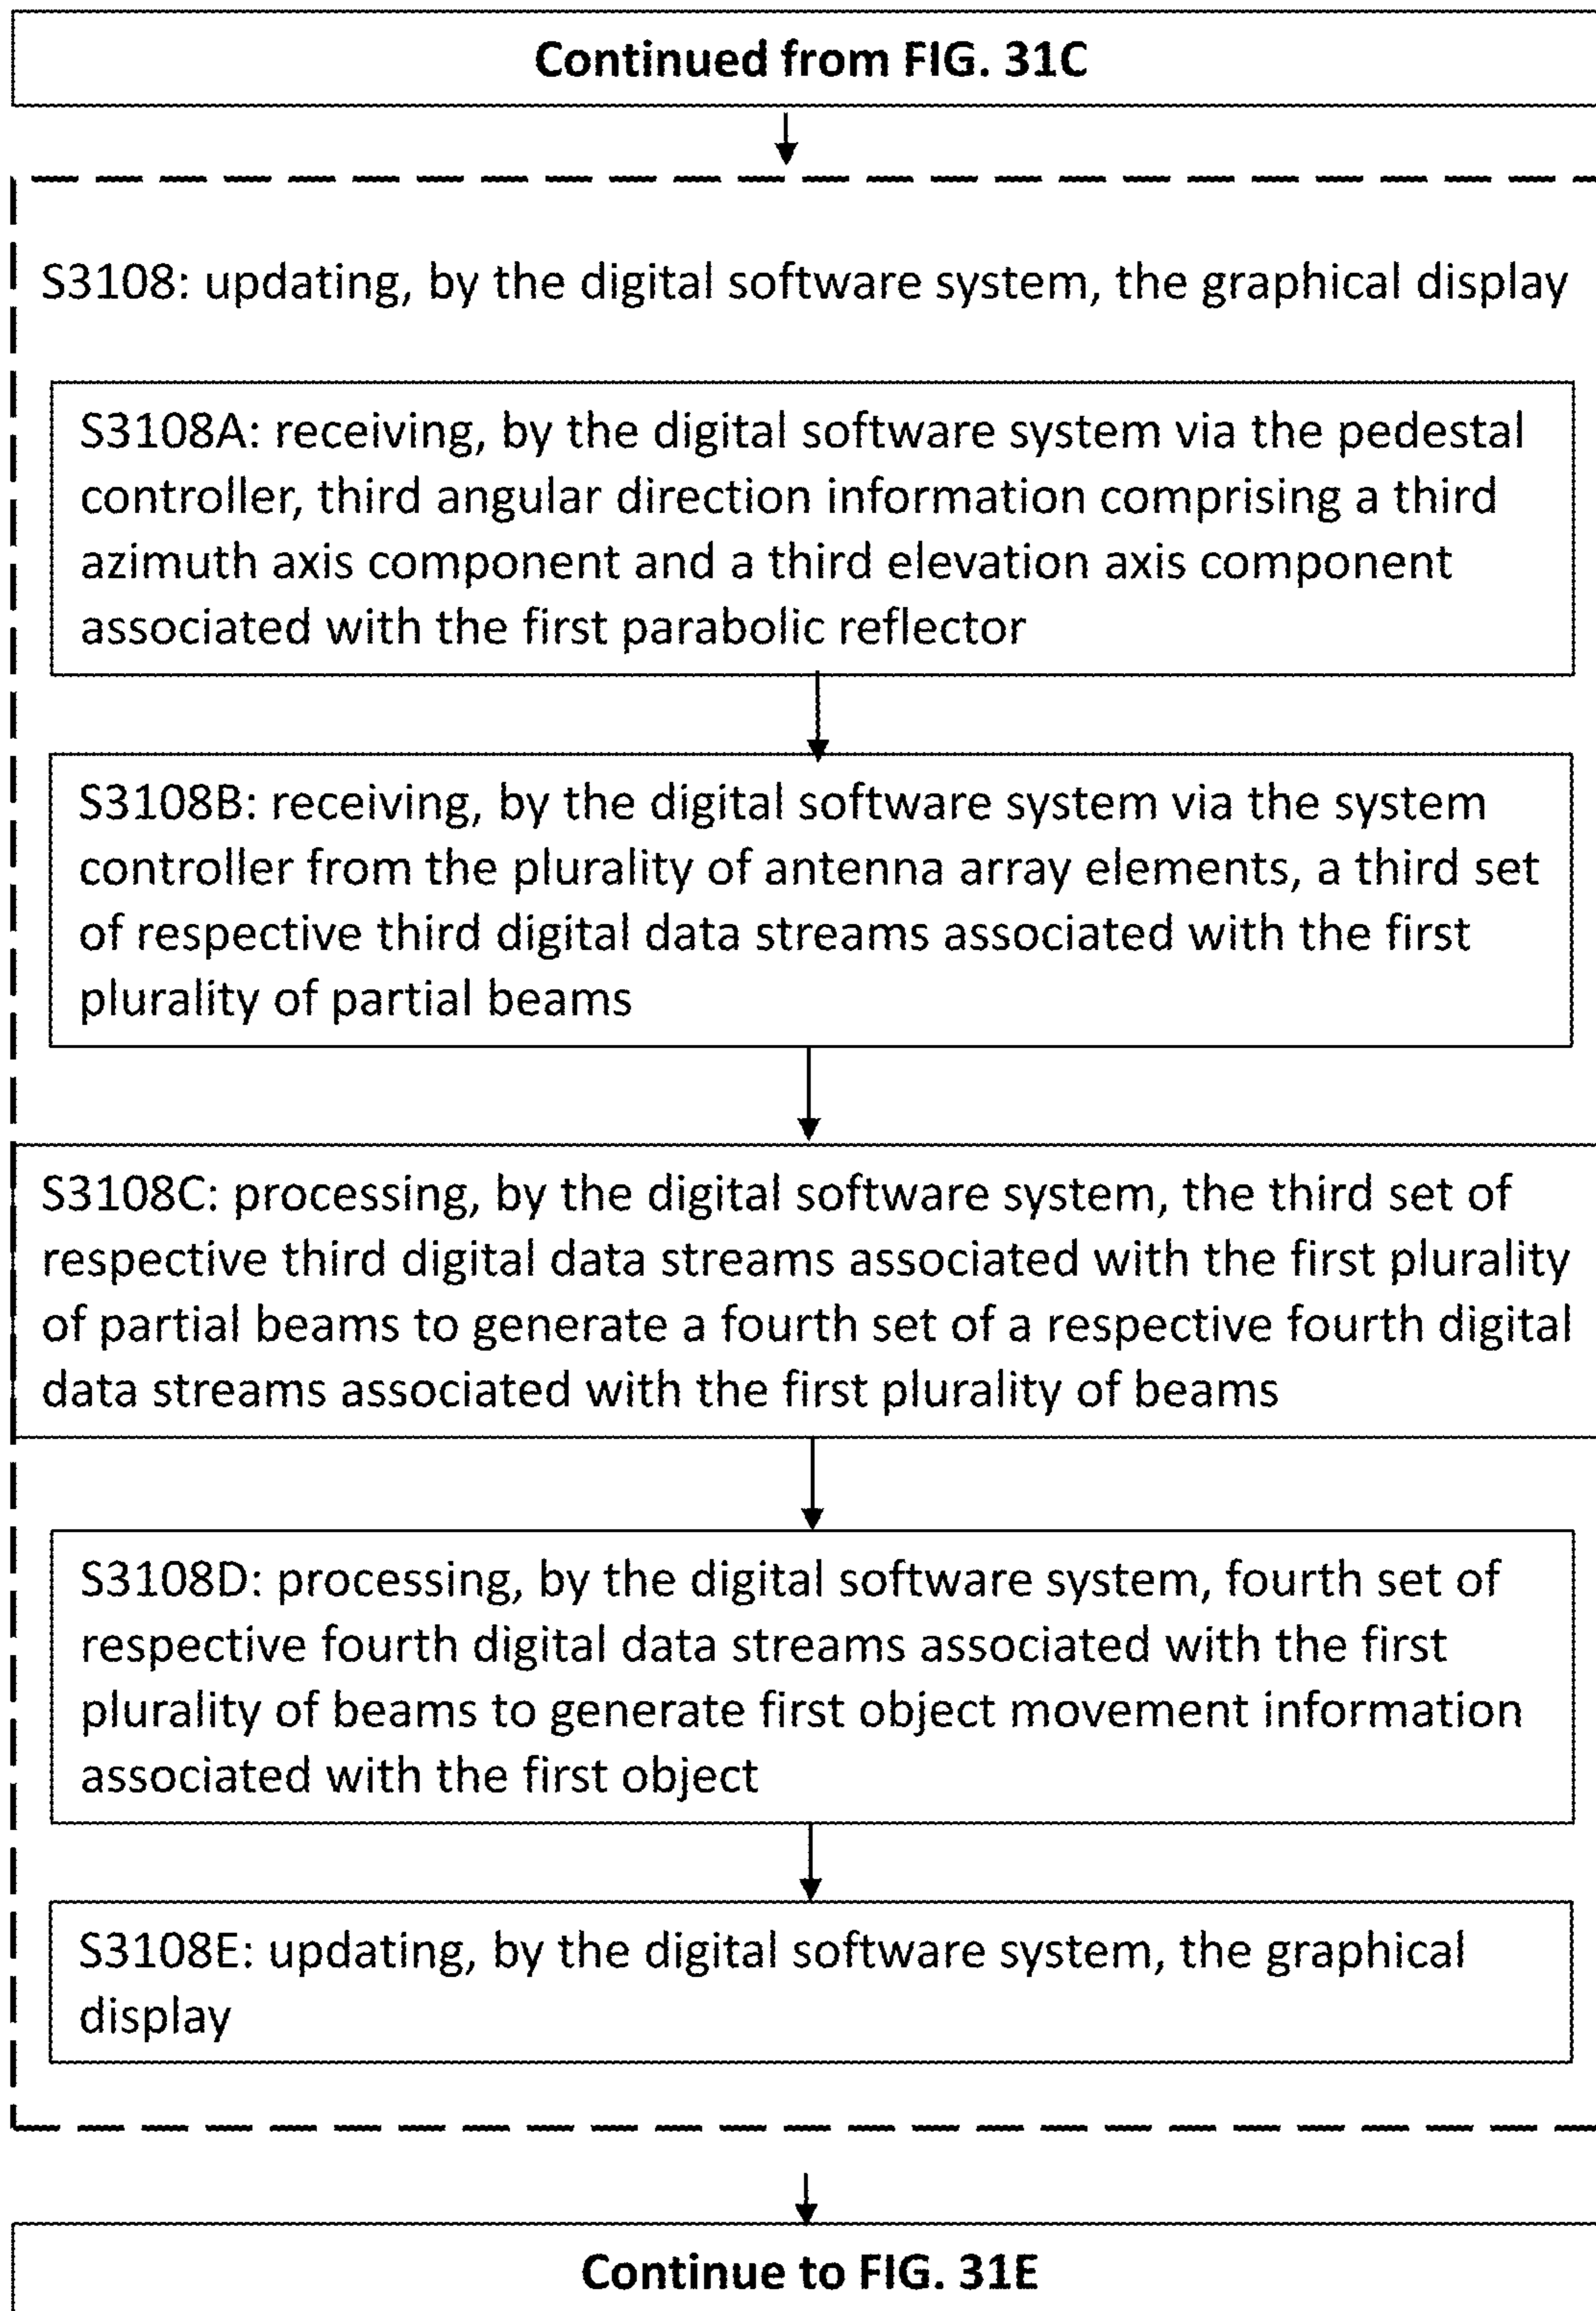 Continued from FIG. 31C
S3108: updating, by the digital software system, the graphical display
S3108A: receiving, by the digital software system via the pedestal
controller, third angular direction information comprising a third
azimuth axis component and a third elevation axis component
associated with the first parabolic reflector
S3108B: receiving, by the digital software system via the system
controller from the plurality of antenna array elements, a third set
of respective third digital data streams associated with the first
plurality of partial beams
S3108C: processing, by the digital software system, the third set of
respective third digital data streams associated with the first plurality
of partial beams to generate a fourth set of a respective fourth digital
data streams associated with the first plurality of beams
S3108D: processing, by the digital software system, fourth set of
respective fourth digital data streams associated with the first
plurality of beams to generate first object movement information
associated with the first object
S3108E: updating, by the digital software system, the graphical
display
Continue to FIG. 31E